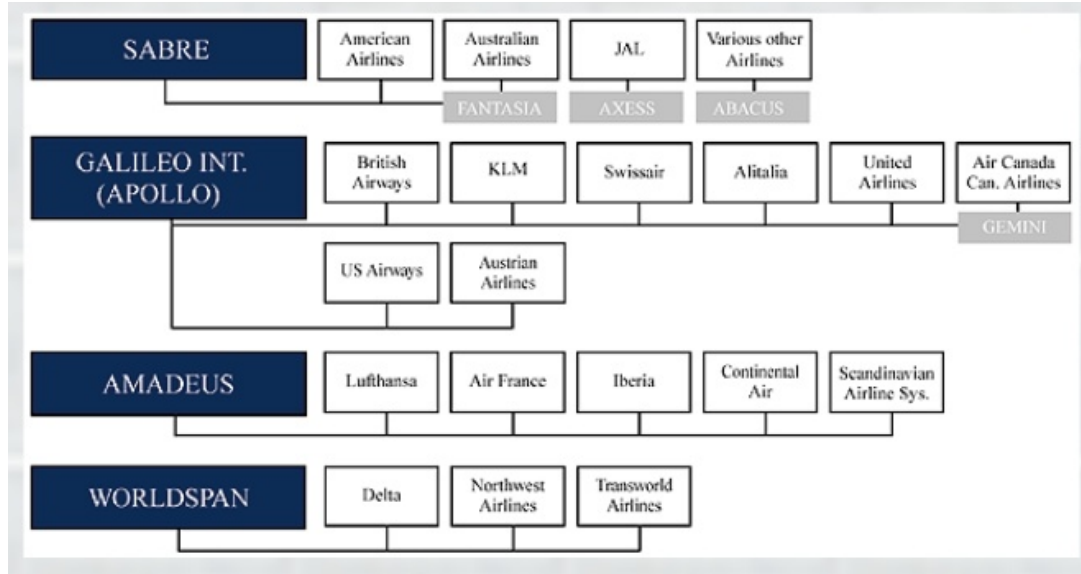 SABRE
American
Airlines
Australian
Airlines
JAL
Various other
Airlines
FANTASIA
AXESS
ABACUS
GALILEO INT.
(APOLLO)
British
Airways
KLM
Swissair
Alitalia
United
Airlines
Air Canada
Can. Airlines
GEMINI
US Airways
Austrian
Airlines
AMADEUS
Lufthansa
Air France
Iberia
Continental
Air
Scandinavian
Airline Sys.
WORLDSPAN
Delta
Northwest
Airlines
Transworld
Airlines